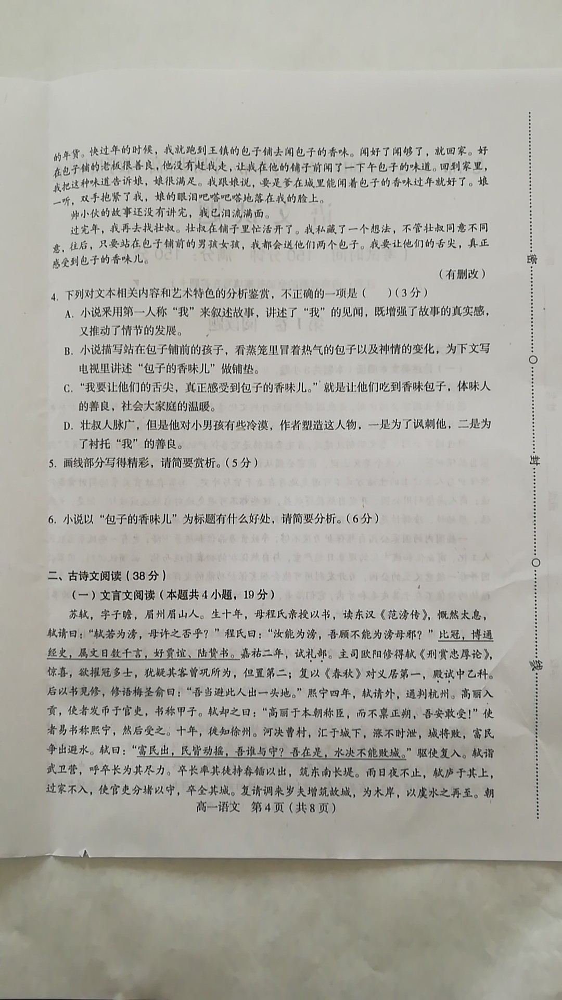 的年货。快过年的时候，我就跑到王镇的包子铺去闻包子的香味。闻好了闻够了，就回家。好
在包子铺的老板很善良，他没有赶我走，让我在他的铺子前闻了一下午包子的味道。回到家里，
我把这种味道告诉娘，娘很满足。我跟娘说，要是爹在城里能闻着包子的香味过年就好了。娘
一听，双手抱紧了我，娘的眼泪吧嗒吧嗒地落在我的脸上。
帅小伙的故事还没有讲完，我已泪流满面。
过完年，我再去找壮叔。壮叔在铺子里忙活开了。我私藏了一个想法，不管壮叔同意不同
意，往后，只要站在包子铺前的男孩女孩，我都会送他们两个包子。我要让他们的舌尖，真正
感受到包子的香味儿。
（有删改）
4. 下列对文本相关内容和艺术特色的分析鉴赏，不正确的一项是（　　）（3分）
A. 小说采用第一人称“我”来叙述故事，讲述了“我”的见闻，既增强了故事的真实感，
又推动了情节的发展。
B. 小说描写站在包子铺前的孩子，看蒸笼里冒着热气的包子以及神情的变化，为下文写
电视里讲述“包子的香味儿”做铺垫。
C. “我要让他们的舌尖，真正感受到包子的香味儿。”就是让他们吃到香味包子，体味人
的善良，社会大家庭的温暖。
D. 壮叔人脉广，但是他对小男孩有些冷漠，作者塑造这人物，一是为了讽刺他，二是为
了衬托“我”的善良。
5. 画线部分写得精彩，请简要赏析。（5分）
6. 小说以“包子的香味儿”为标题有什么好处，请简要分析。（6分）
二、古诗文阅读（38分）
（一）文言文阅读（本题共4小题，19分）
苏轼，字子瞻，眉州眉山人。生十年，母程氏亲授以书，读东汉《范滂传》，慨然太息，
轼请曰：“轼若为滂，母许之否乎？”程氏曰：“汝能为滂，吾顾不能为滂母邪？”比冠，博通
经史，属文日数千言，好贾谊、陆贽书。嘉祐二年，试礼部。主司欧阳修得轼《刑赏忠厚论》，
惊喜，欲擢冠多士，犹疑其客曾巩所为，但置第二；复以《春秋》对义居第一，殿试中乙科。
后以书见修，修语梅圣俞曰：“吾当避此人出一头地。”熙宁四年，轼请外，通判杭州。高丽入
贡，使者发币于官吏，书称甲子。轼却之曰：“高丽于本朝称臣，而不禀正朔，吾安敢受！”使
者易书称熙宁，然后受之。十年，徙知徐州。河决曹村，汇于城下，涨不时泄，城将败，富民
争出避水。轼曰：“富民出，民皆动摇，吾谁与守？吾在是，水决不能败城。”驱使复入。轼诣
武卫营，呼卒长为其尽力。卒长率其徒持畚锸以出，筑东南长堤。雨日夜不止，轼庐于其上，
过家不入，使官吏分堵以守，卒全其城。复请调来岁夫增筑故城，为木岸，以虞水之再至。朝
高一语文　第4页（共8页）
密
封
线